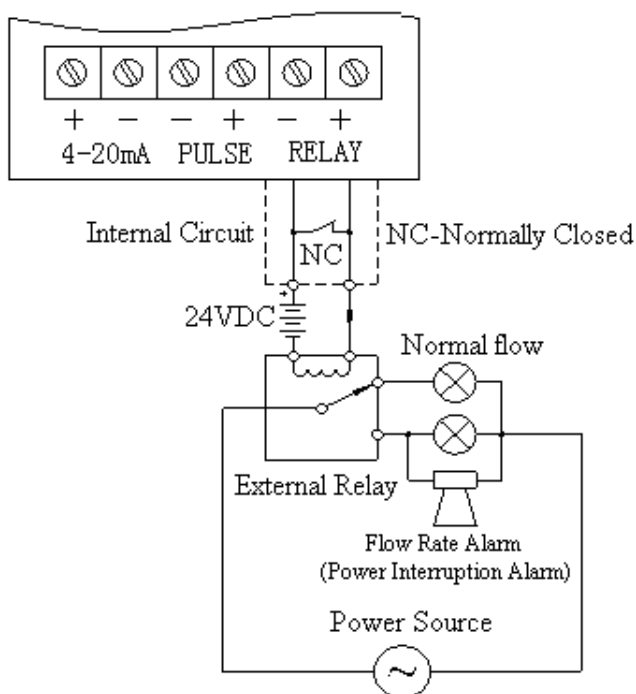 + - - + - +
4-20mA PULSE RELAY
Internal Circuit
NC
NC-Normally Closed
+
24VDC
Normal flow
External Relay
Flow Rate Alarm
(Power Interruption Alarm)
Power Source
~